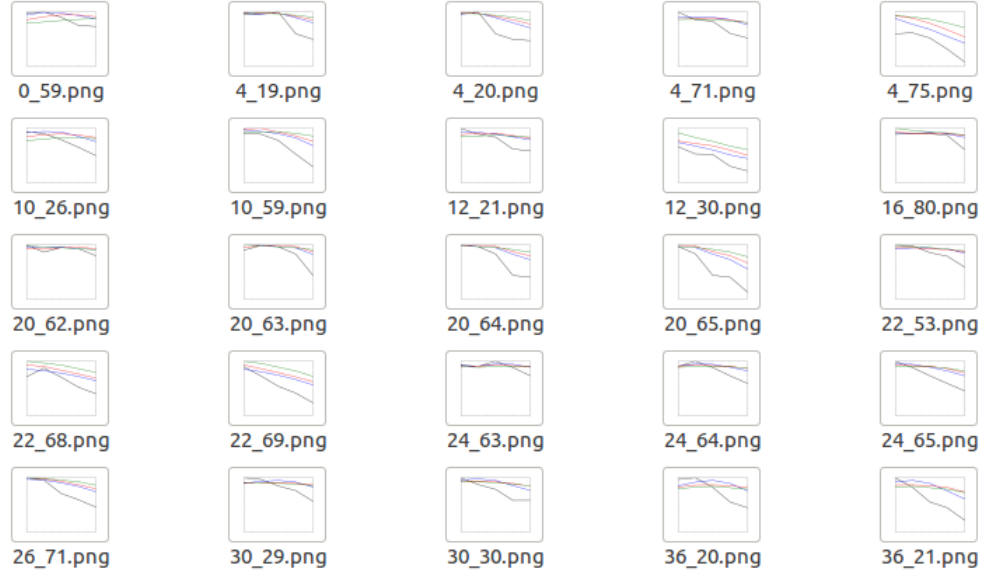 0_59.png 4_19.png 4_20.png 4_71.png 4_75.png
10_26.png 10_59.png 12_21.png 12_30.png 16_80.png
20_62.png 20_63.png 20_64.png 20_65.png 22_53.png
22_68.png 22_69.png 24_63.png 24_64.png 24_65.png
26_71.png 30_29.png 30_30.png 36_20.png 36_21.png